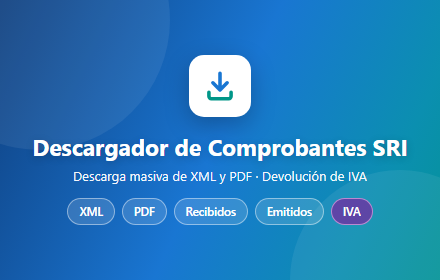 Descargador de Comprobantes SRI
Descarga masiva de XML y PDF · Devolución de IVA
XML PDF Recibidos Emitidos IVA